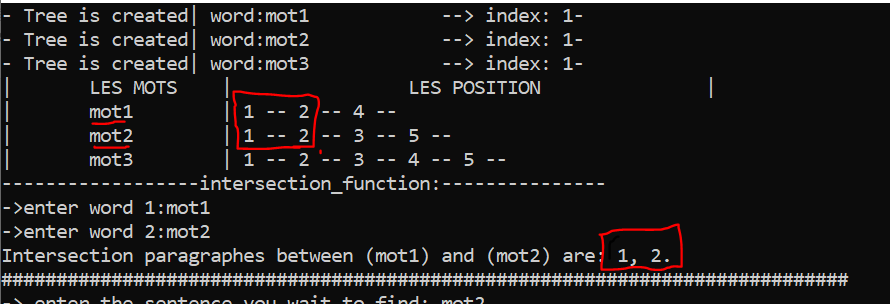 - Tree is created| word:mot1 --> index: 1-
- Tree is created| word:mot2 --> index: 1-
- Tree is created| word:mot3 --> index: 1-
| LES MOTS | LES POSITION |
| mot1 | 1 -- 2 -- 4 --
| mot2 | 1 -- 2 -- 3 -- 5 --
| mot3 | 1 -- 2 -- 3 -- 4 -- 5 --
------------------intersection_function:---------------
->enter word 1:mot1
->enter word 2:mot2
Intersection paragraphes between (mot1) and (mot2) are: 1, 2.
#############################################################################
-> enter the sentence you wait to find: mot2